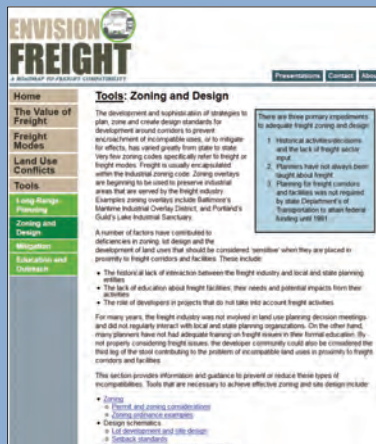 ENVISION
FREIGHT
A ROADMAP TO FREIGHT COMPATIBILITY
Presentations Contact Abou
Home
The Value of
Freight
Freight
Modes
Land Use
Conflicts
Tools
Long-Range
Planning
Zoning and
Design
Mitigation
Education and
Outreach
Tools: Zoning and Design
The development and sophistication of strategies to
plan, zone and create design standards for
development around corridors to prevent
encroachment of incompatible uses, or to mitigate
for effects, has varied greatly from state to state.
Very few zoning codes specifically refer to freight or
freight modes. Freight is usually encapsulated
within the industrial zoning code. Zoning overlays
are beginning to be used to preserve industrial
areas that are served by the freight industry.
Examples zoning overlays include Baltimore's
Maritime Industrial Overlay District, and Portland's
Guild's Lake Industrial Sanctuary.
There are three primary impediments
to adequate freight zoning and design:
1. Historical activities/decisions
and the lack of freight sector
input
2. Planners have not always been
taught about freight
3. Planning for freight corridors
and facilities was not required
by state Department's of
Transportation to attain federal
funding until 1991
A number of factors have contributed to
deficiencies in zoning, lot design and the
development of land uses that should be considered 'sensitive' when they are placed in
proximity to freight corridors and facilities. These include:
• The historical lack of interaction between the freight industry and local and state planning
entities
• The lack of education about freight facilities, their needs and potential impacts from their
activities
• The role of developers in projects that do not take into account freight activities
For many years, the freight industry was not involved in land use planning decision meetings
and did not regularly interact with local and state planning organizations. On the other hand,
many planners have not had adequate training on freight issues in their formal education. By
not properly considering freight issues, the developer community could also be considered the
third leg of the stool contributing to the problem of incompatible land uses in proximity to freight
corridors and facilities.
This section provides information and guidance to prevent or reduce these types of
incompatibilities. Tools that are necessary to achieve effective zoning and site design include:
• Zoning
o Permit and zoning considerations
o Zoning ordinance examples
• Design schematics
o Lot development and site design
o Setback standards